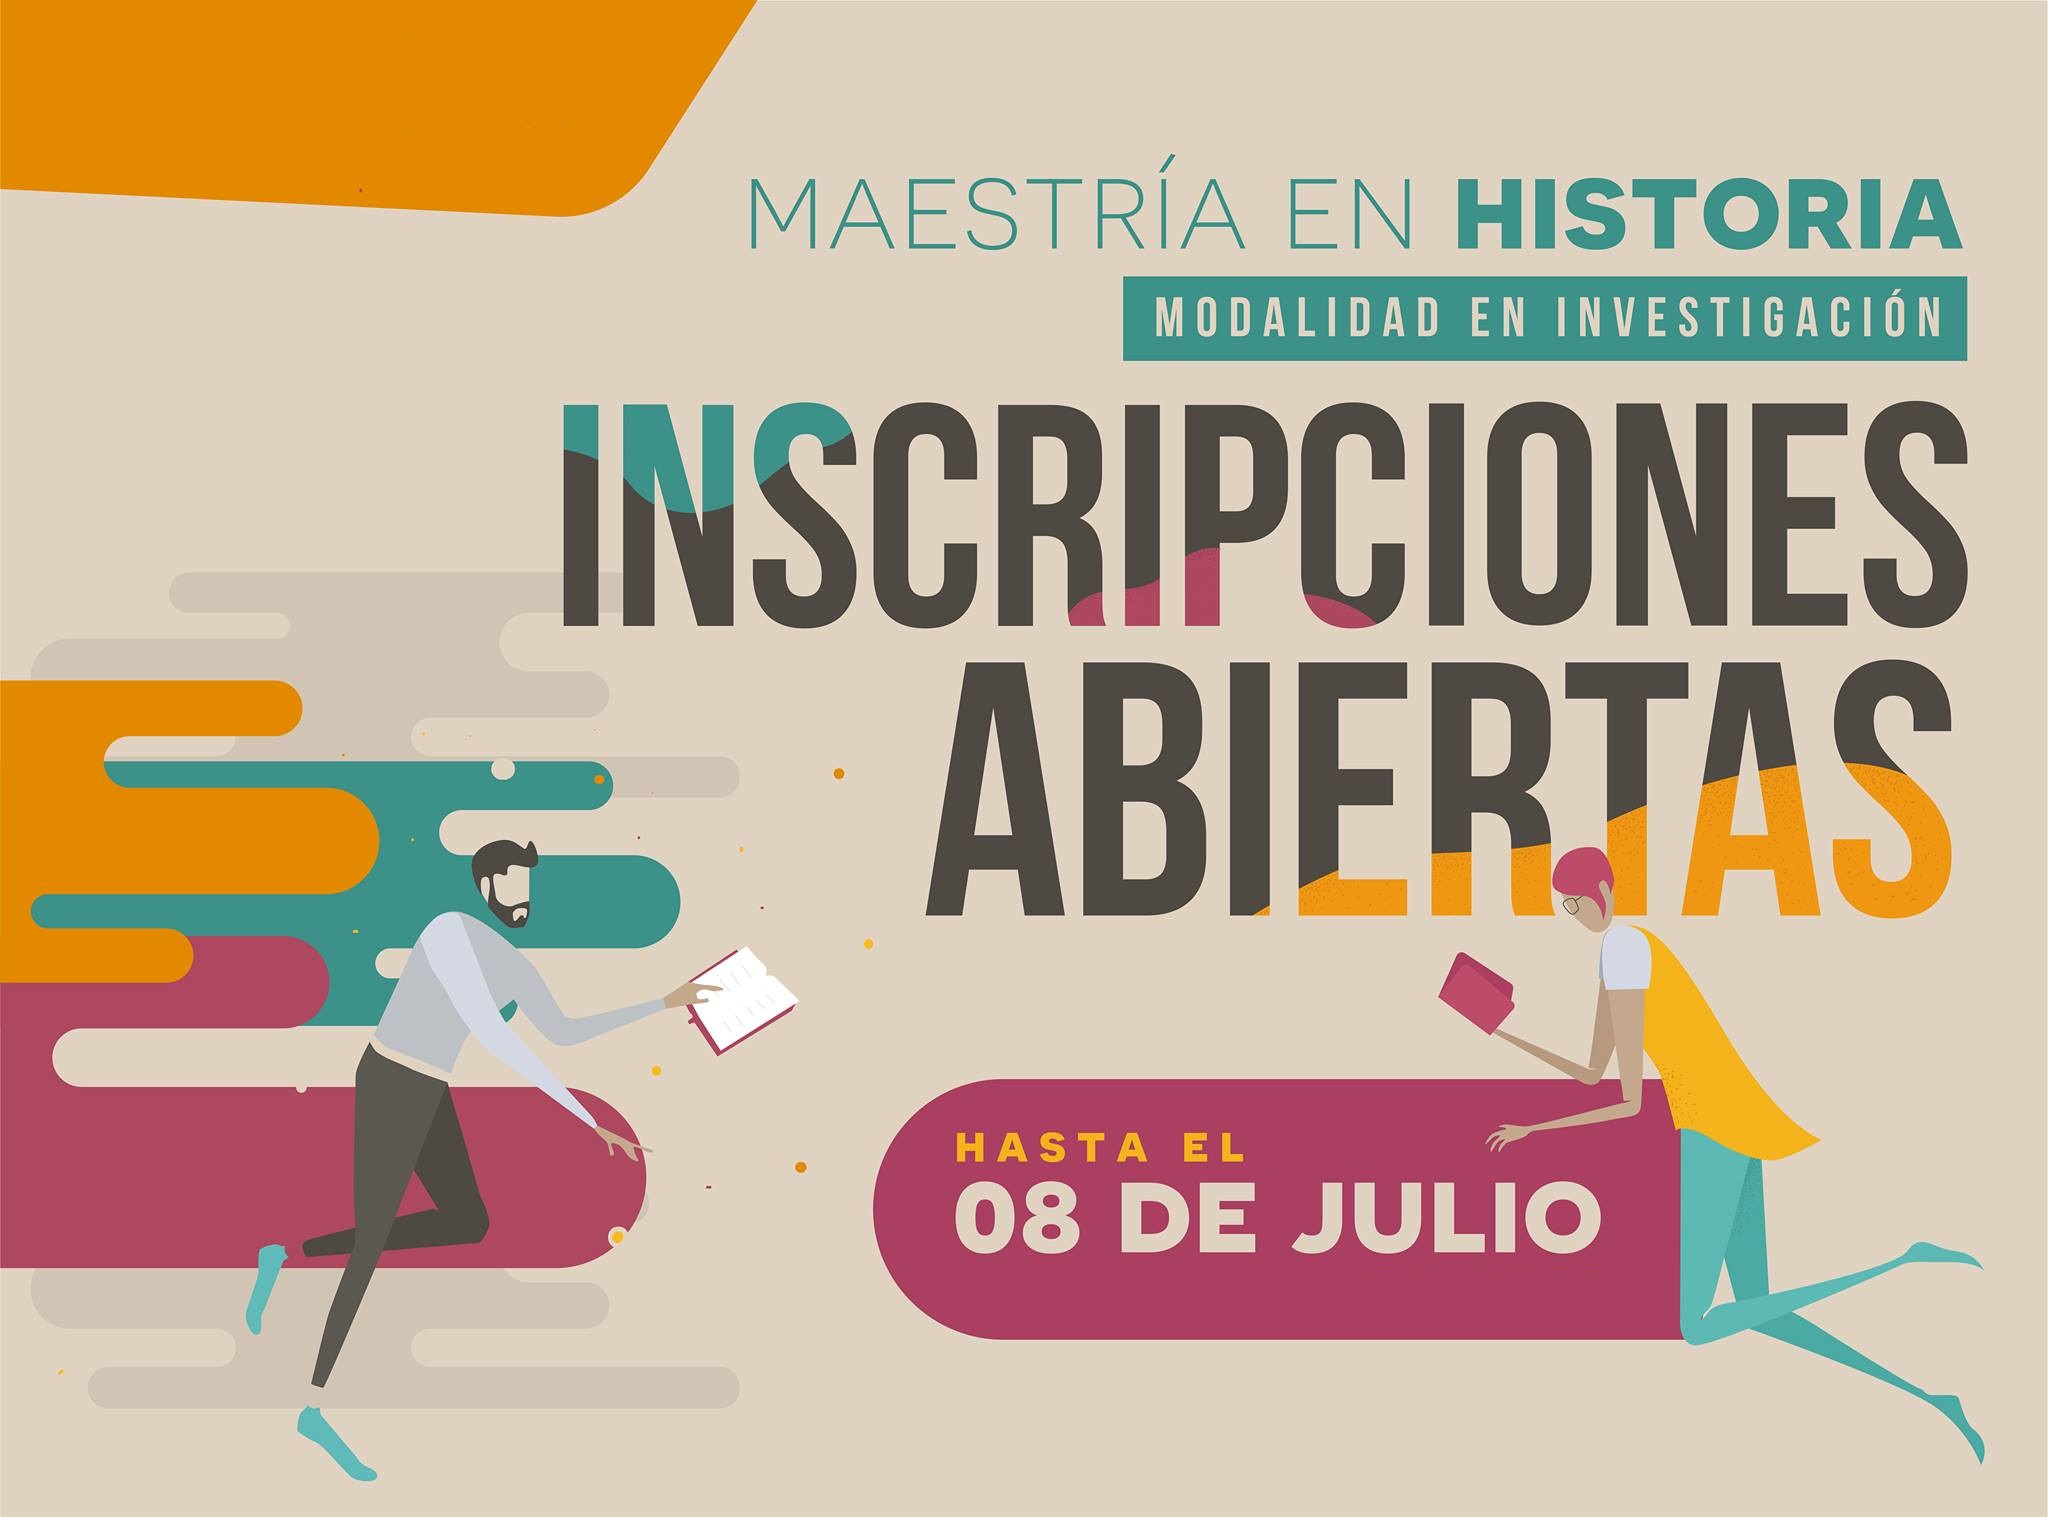 MAESTRÍA EN HISTORIA
MODALIDAD EN INVESTIGACIÓN
INSCRIPCIONES
ABIERTAS
HASTA EL
08 DE JULIO